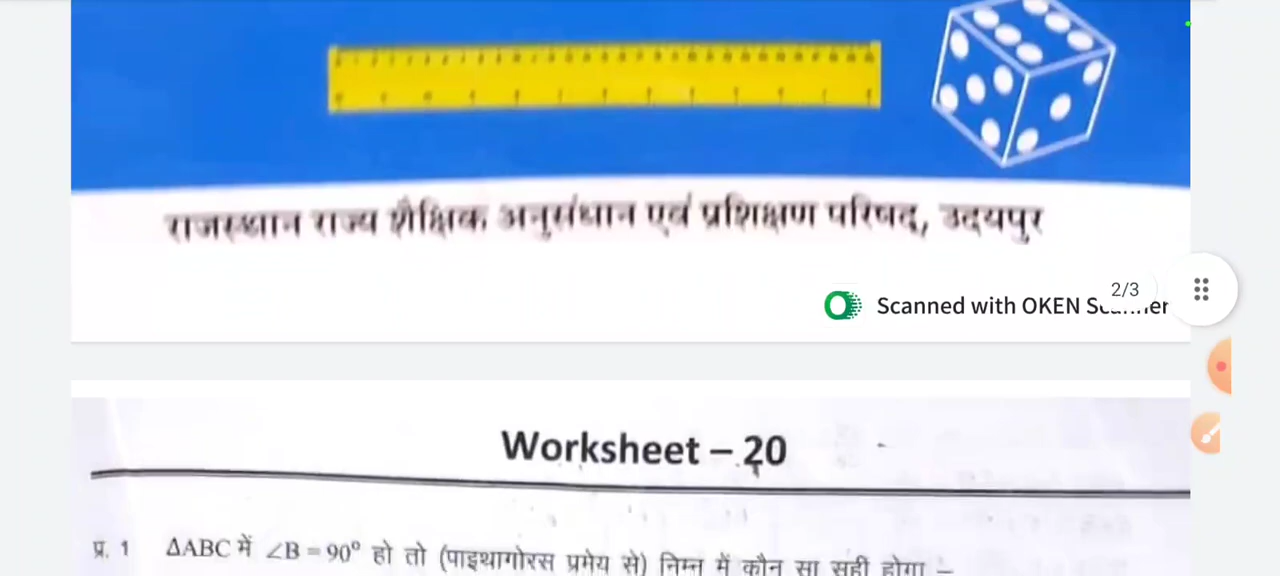 राजस्थान राज्य शैक्षिक अनुसंधान एवं प्रशिक्षण परिषद, उदयपुर
2/3
Scanned with OKEN
Worksheet – 20
प्र. 1 ΔABC में ∠B = 90° हो तो (पाइथागोरस प्रमेय से) निम्न में कौन सा सही होगा –